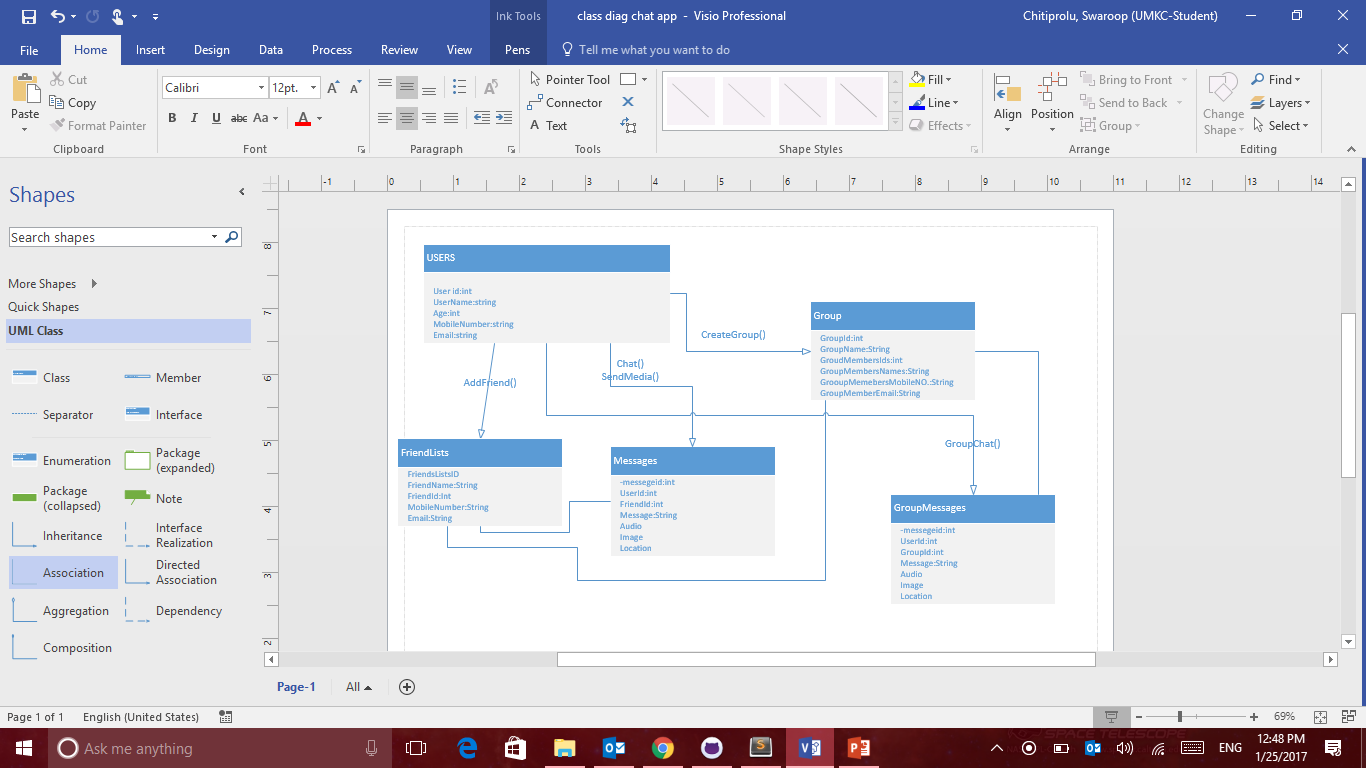 Ink Tools
class diag chat app - Visio Professional
Chitiprolu, Swaroop (UMKC-Student)
File Home Insert Design Data Process Review View Pens Tell me what you want to do
Paste
Cut
Copy
Format Painter
Clipboard
Calibri 12pt. A A
B I U abc Aa A
Font
Paragraph
Pointer Tool
Connector
A Text
Tools
Shape Styles
Fill
Line
Effects
Align
Position
Bring to Front
Send to Back
Group
Arrange
Change
Shape
Find
Layers
Select
Editing
Shapes
Search shapes
More Shapes
Quick Shapes
UML Class
Class Member
Separator Interface
Enumeration Package
(expanded)
Package
(collapsed) Note
Inheritance Interface
Realization
Association Directed
Association
Aggregation Dependency
Composition
-1 0 1 2 3 4 5 6 7 8 9 10 11 12 13 14
8
7
6
5
4
3
2
USERS
User id:int
UserName:string
Age:int
MobileNumber:string
Email:string
CreateGroup()
Group
GroupId:int
GroupName:String
GroudMembersIds:int
GroupMembersNames:String
GrooupMemebersMobileNO.:String
GroupMemberEmail:String
Chat()
SendMedia()
AddFriend()
GroupChat()
FriendLists
FriendsListsID
FriendName:String
FriendId:Int
MobileNumber:String
Email:String
Messages
-messegeid:int
UserId:int
FriendId:int
Message:String
Audio
Image
Location
GroupMessages
-messegeid:int
UserId:int
GroupId:int
Message:String
Audio
Image
Location
Page-1 All
Page 1 of 1 English (United States)
69%
Ask me anything
SPACE TELESCOPE
ENG
12:48 PM
1/25/2017